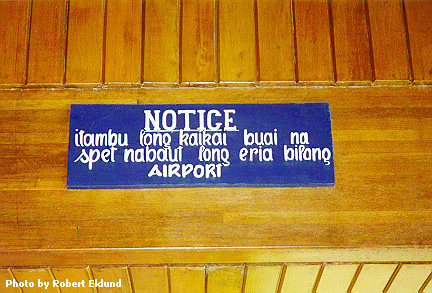 NOTICE
itambu long kaikai buai na
spet nabaut long eria bilong
AIRPORT
Photo by Robert Eklund